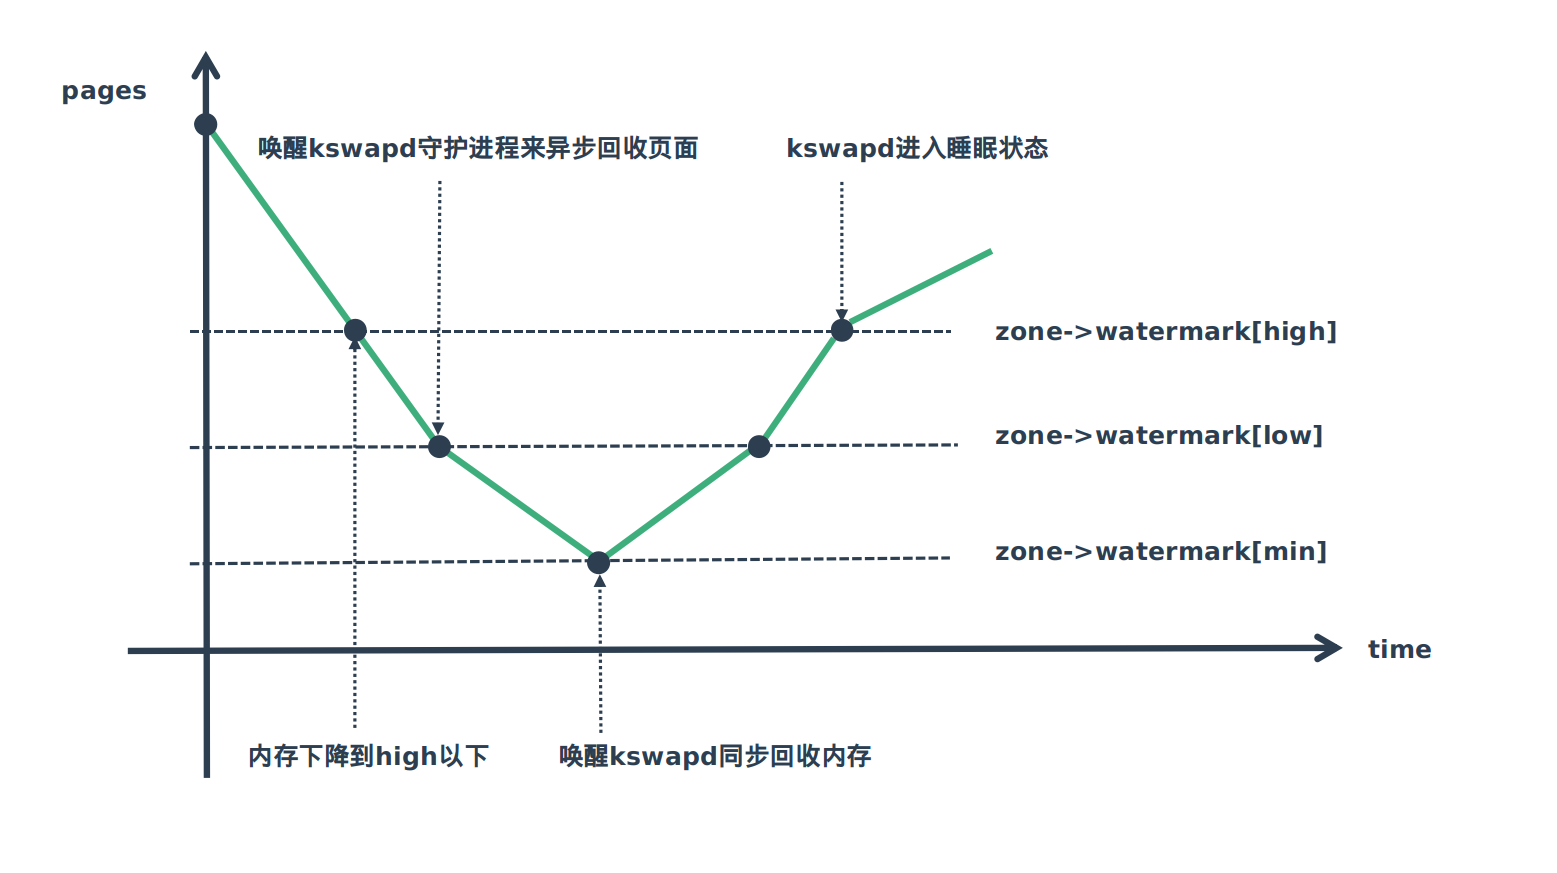 pages
唤醒kswapd守护进程来异步回收页面
kswapd进入睡眠状态
zone->watermark[high]
zone->watermark[low]
zone->watermark[min]
time
内存下降到high以下
唤醒kswapd同步回收内存